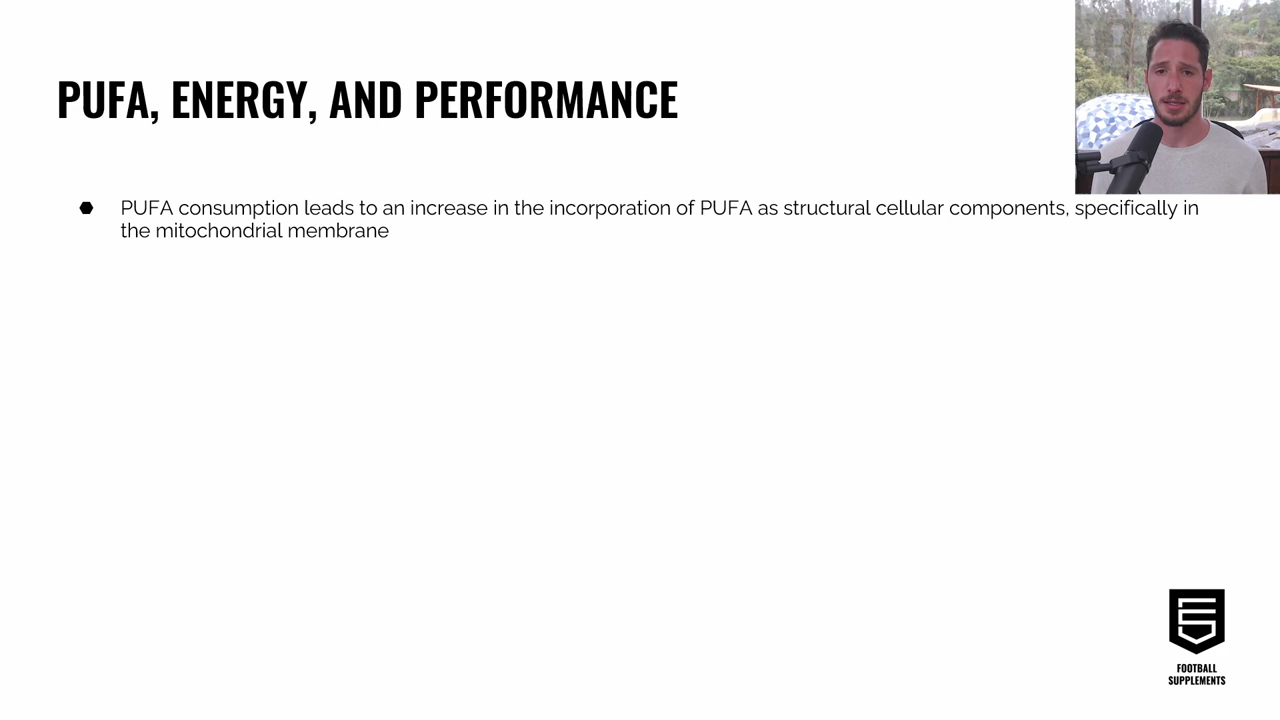 PUFA, ENERGY, AND PERFORMANCE
PUFA consumption leads to an increase in the incorporation of PUFA as structural cellular components, specifically in
the mitochondrial membrane
FOOTBALL
SUPPLEMENTS